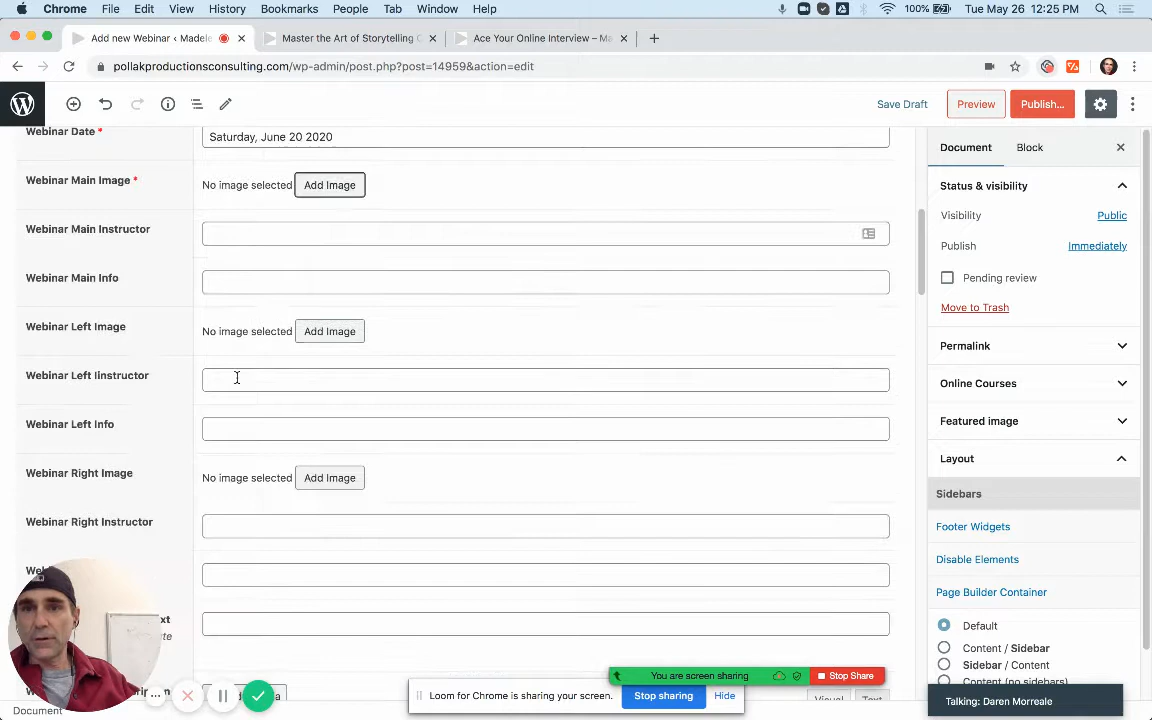 Chrome File Edit View History Bookmarks People Tab Window Help 100% Tue May 26 12:25 PM
Add new Webinar ‹ Madele Master the Art of Storytelling Ace Your Online Interview – Ma
pollakproductionsconsulting.com/wp-admin/post.php?post=14959&action=edit
Save Draft Preview Publish...
Webinar Date * Saturday, June 20 2020
Webinar Main Image * No image selected Add Image
Webinar Main Instructor
Webinar Main Info
Webinar Left Image No image selected Add Image
Webinar Left Iinstructor
Webinar Left Info
Webinar Right Image No image selected Add Image
Webinar Right Instructor
Document Block
Status & visibility
Visibility Public
Publish Immediately
Pending review
Move to Trash
Permalink
Online Courses
Featured image
Layout
Sidebars
Footer Widgets
Disable Elements
Page Builder Container
Default
Content / Sidebar
Sidebar / Content
Content (no sidebars)
You are screen sharing Stop Share
Loom for Chrome is sharing your screen. Stop sharing Hide
Talking: Daren Morreale
Visual Text
Document